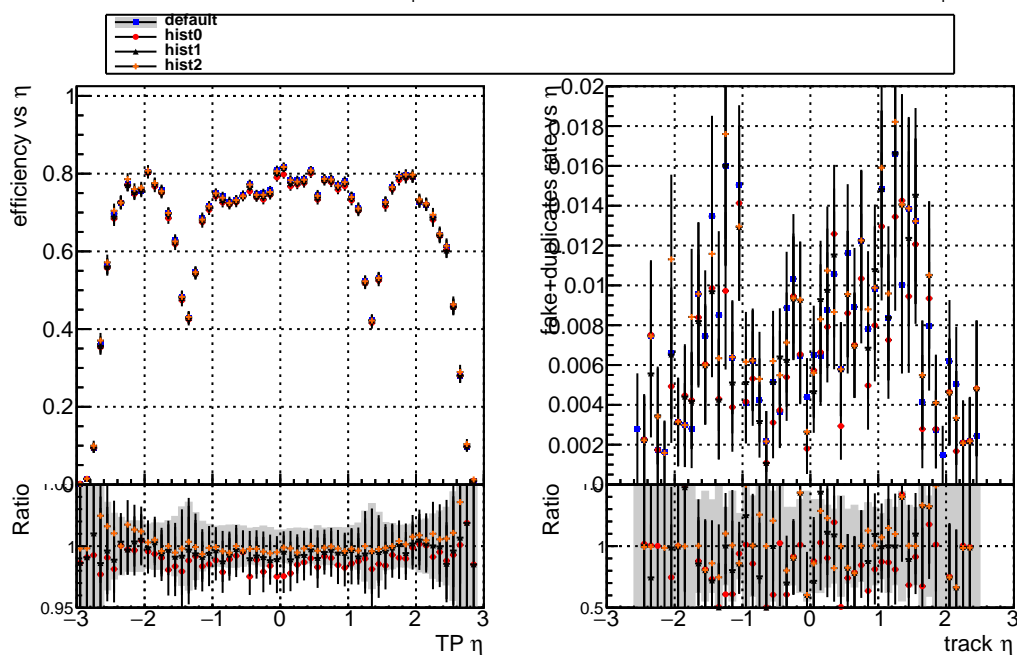 default
hist0
hist1
hist2
efficiency vs η
1
0.8
0.6
0.4
0.2
0
Ratio
1
0.95
−3 −2 −1 0 1 2 3
TP η
fake+duplicates rate vs η
0.02
0.018
0.016
0.014
0.012
0.01
0.008
0.006
0.004
0.002
0
Ratio
1
0.5
−3 −2 −1 0 1 2 3
track η